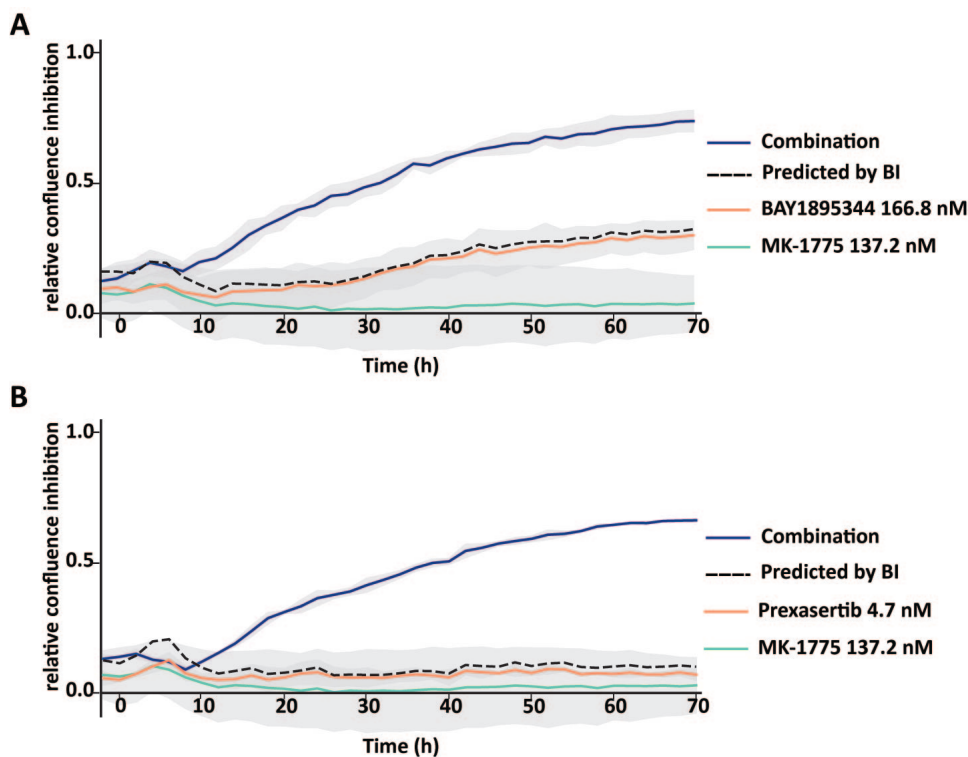 A
relative confluence inhibition
1.0
0.5
0.0
0 10 20 30 40 50 60 70
Time (h)
Combination
Predicted by BI
BAY1895344 166.8 nM
MK-1775 137.2 nM
B
relative confluence inhibition
1.0
0.5
0.0
0 10 20 30 40 50 60 70
Time (h)
Combination
Predicted by BI
Prexasertib 4.7 nM
MK-1775 137.2 nM